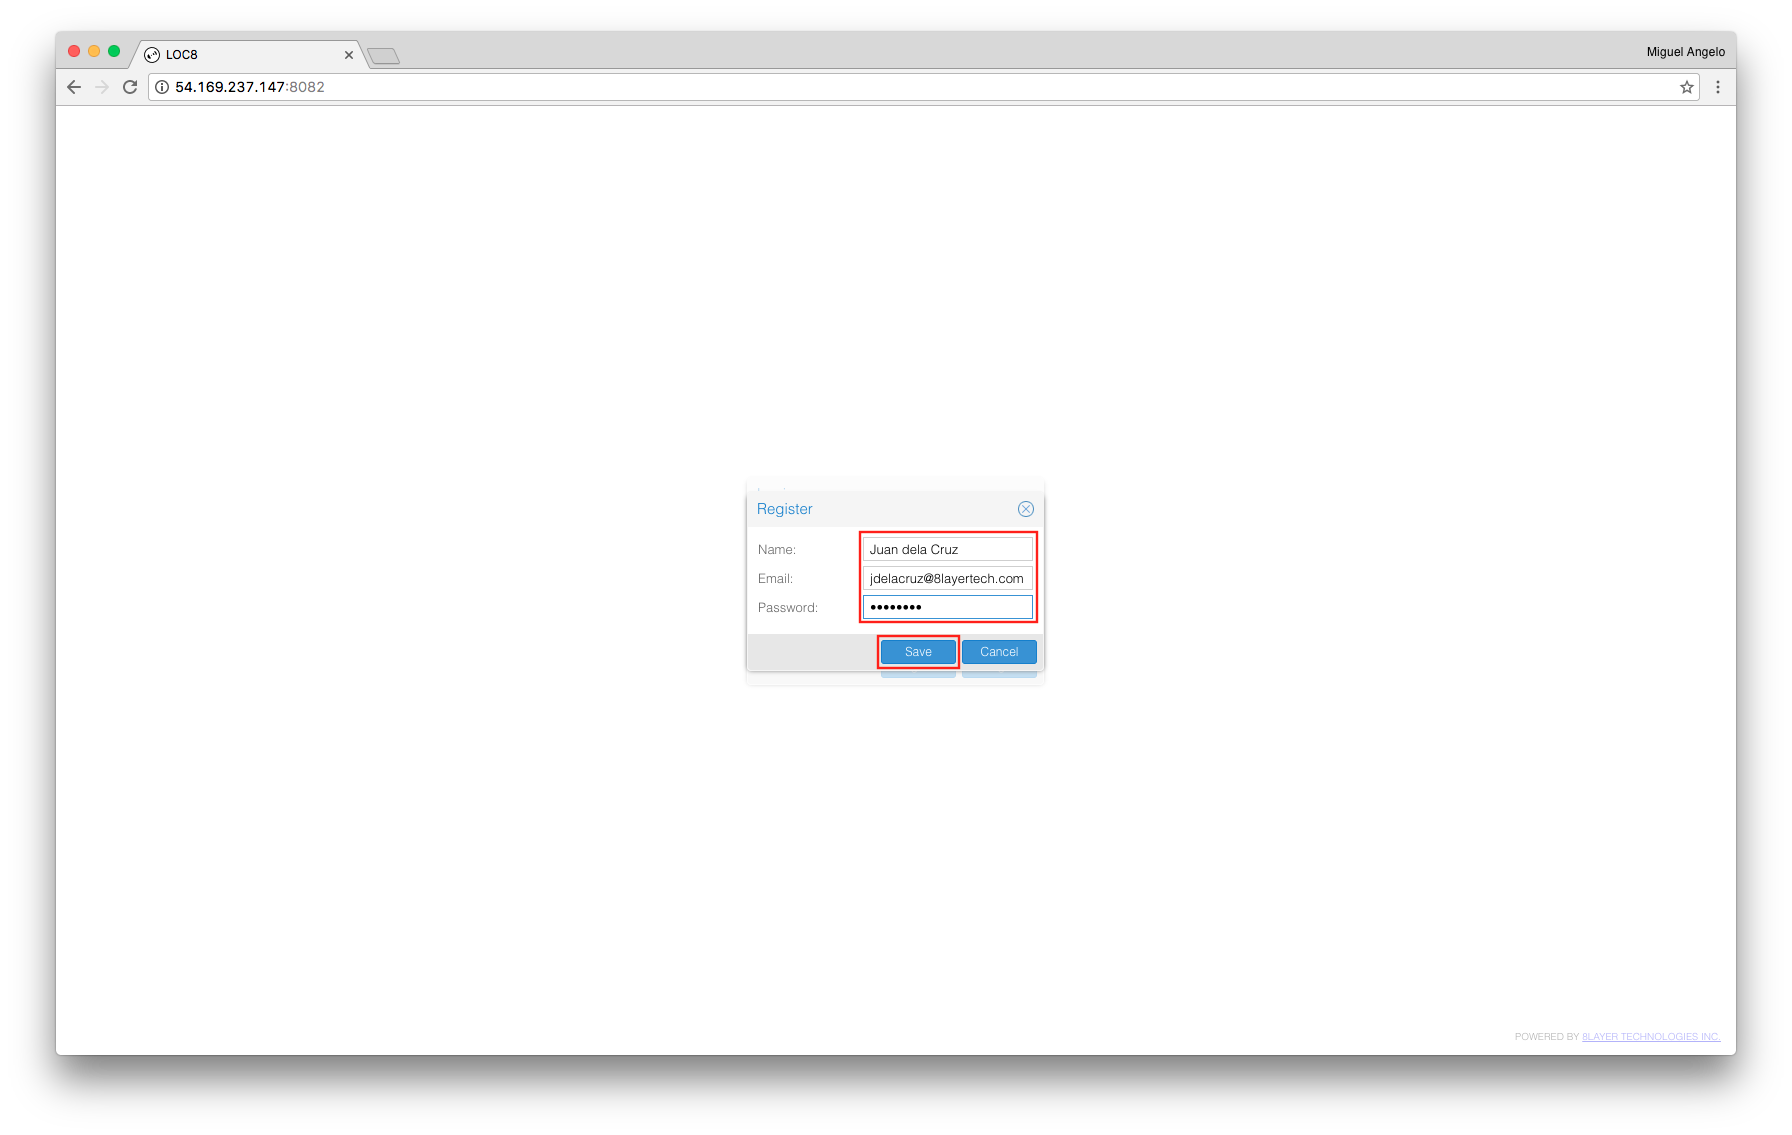 LOC8
Miguel Angelo
54.169.237.147:8082
Register
Name:
Juan dela Cruz
Email:
jdelacruz@8layertech.com
Password:
••••••••
Save
Cancel
POWERED BY 8LAYER TECHNOLOGIES INC.